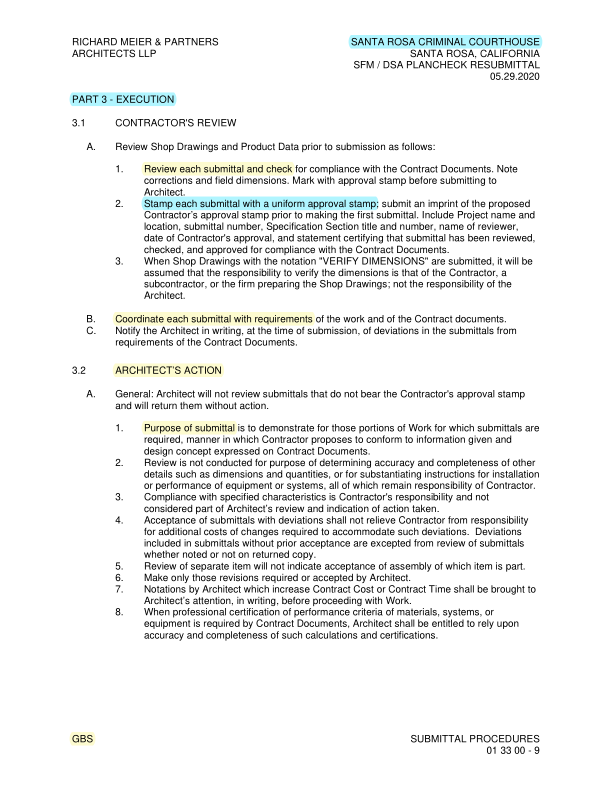 RICHARD MEIER & PARTNERS
ARCHITECTS LLP
SANTA ROSA CRIMINAL COURTHOUSE
SANTA ROSA, CALIFORNIA
SFM / DSA PLANCHECK RESUBMITTAL
05.29.2020
PART 3 - EXECUTION
3.1 CONTRACTOR'S REVIEW
A. Review Shop Drawings and Product Data prior to submission as follows:
1. Review each submittal and check for compliance with the Contract Documents. Note
corrections and field dimensions. Mark with approval stamp before submitting to
Architect.
2. Stamp each submittal with a uniform approval stamp; submit an imprint of the proposed
Contractor's approval stamp prior to making the first submittal. Include Project name and
location, submittal number, Specification Section title and number, name of reviewer,
date of Contractor's approval, and statement certifying that submittal has been reviewed,
checked, and approved for compliance with the Contract Documents.
3. When Shop Drawings with the notation "VERIFY DIMENSIONS" are submitted, it will be
assumed that the responsibility to verify the dimensions is that of the Contractor, a
subcontractor, or the firm preparing the Shop Drawings; not the responsibility of the
Architect.
B. Coordinate each submittal with requirements of the work and of the Contract documents.
C. Notify the Architect in writing, at the time of submission, of deviations in the submittals from
requirements of the Contract Documents.
3.2 ARCHITECT'S ACTION
A. General: Architect will not review submittals that do not bear the Contractor's approval stamp
and will return them without action.
1. Purpose of submittal is to demonstrate for those portions of Work for which submittals are
required, manner in which Contractor proposes to conform to information given and
design concept expressed on Contract Documents.
2. Review is not conducted for purpose of determining accuracy and completeness of other
details such as dimensions and quantities, or for substantiating instructions for installation
or performance of equipment or systems, all of which remain responsibility of Contractor.
3. Compliance with specified characteristics is Contractor's responsibility and not
considered part of Architect's review and indication of action taken.
4. Acceptance of submittals with deviations shall not relieve Contractor from responsibility
for additional costs of changes required to accommodate such deviations.  Deviations
included in submittals without prior acceptance are excepted from review of submittals
whether noted or not on returned copy.
5. Review of separate item will not indicate acceptance of assembly of which item is part.
6. Make only those revisions required or accepted by Architect.
7. Notations by Architect which increase Contract Cost or Contract Time shall be brought to
Architect's attention, in writing, before proceeding with Work.
8. When professional certification of performance criteria of materials, systems, or
equipment is required by Contract Documents, Architect shall be entitled to rely upon
accuracy and completeness of such calculations and certifications.
GBS
SUBMITTAL PROCEDURES
01 33 00 - 9